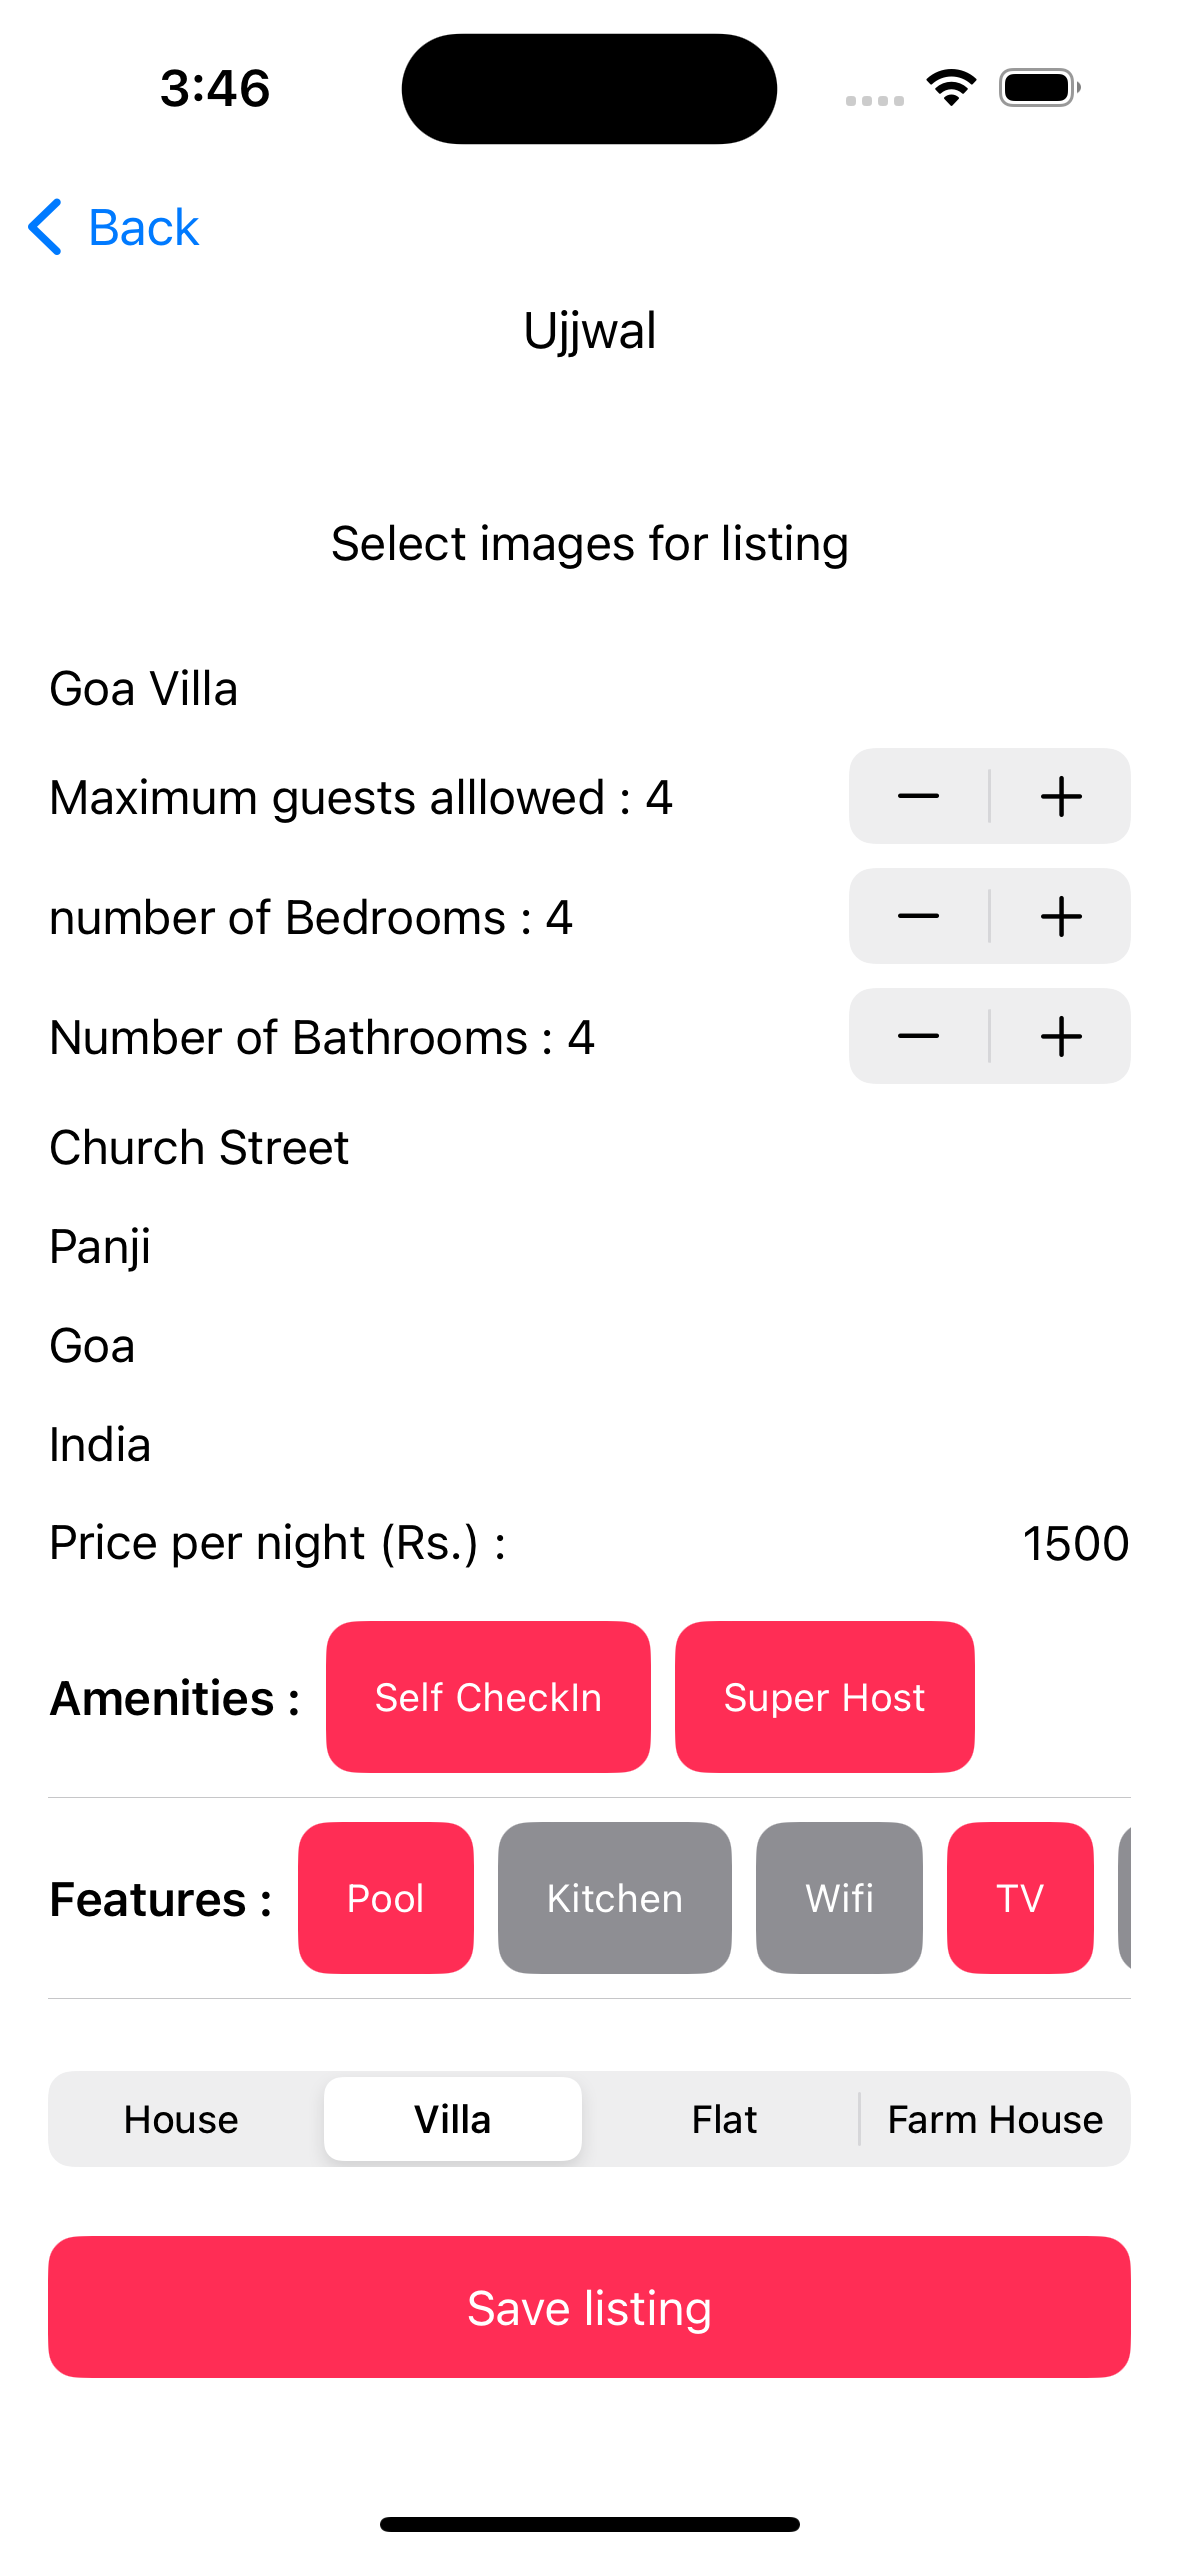 3:46
Back
Ujjwal
Select images for listing
Goa Villa
Maximum guests alllowed : 4
number of Bedrooms : 4
Number of Bathrooms : 4
Church Street
Panji
Goa
India
Price per night (Rs.) : 1500
Amenities : Self CheckIn Super Host
Features : Pool Kitchen Wifi TV
House Villa Flat Farm House
Save listing